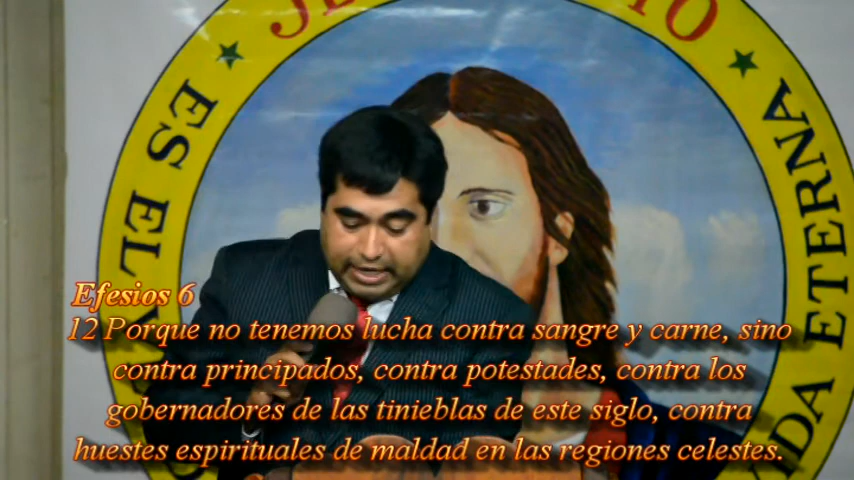 ES EL
VIDA ETERNA
Efesios 6
12 Porque no tenemos lucha contra sangre y carne, sino
contra principados, contra potestades, contra los
gobernadores de las tinieblas de este siglo, contra
huestes espirituales de maldad en las regiones celestes.